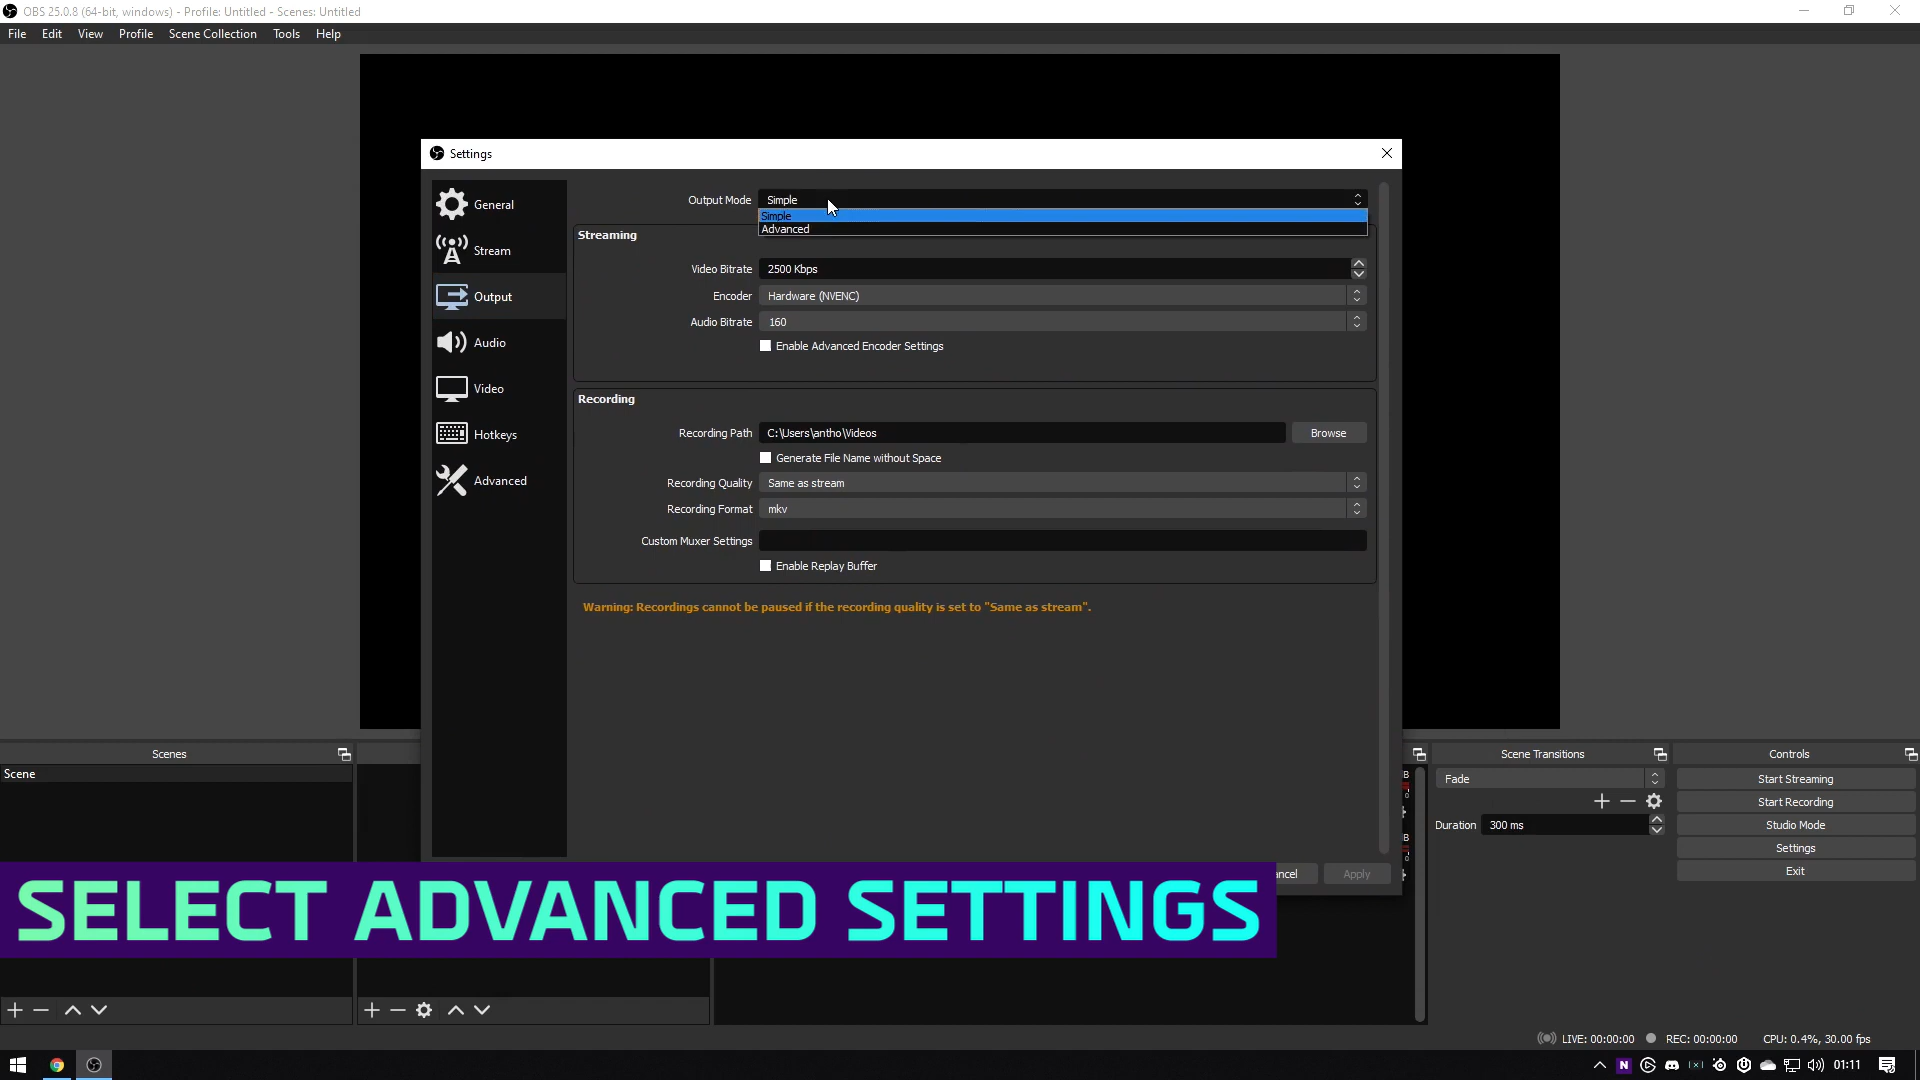 OBS 25.0.8 (64-bit, windows) - Profile: Untitled - Scenes: Untitled
File Edit View Profile Scene Collection Tools Help
Settings
General
Stream
Output
Audio
Video
Hotkeys
Advanced
Output Mode Simple
Simple
Advanced
Streaming
Video Bitrate 2500 Kbps
Encoder Hardware (NVENC)
Audio Bitrate 160
Enable Advanced Encoder Settings
Recording
Recording Path C:\Users\antho\Videos Browse
Generate File Name without Space
Recording Quality Same as stream
Recording Format mkv
Custom Muxer Settings
Enable Replay Buffer
Warning: Recordings cannot be paused if the recording quality is set to "Same as stream".
ancel Apply
Scenes
Scene
B
0
B
0
Scene Transitions
Fade
Duration 300 ms
Controls
Start Streaming
Start Recording
Studio Mode
Settings
Exit
SELECT ADVANCED SETTINGS
LIVE: 00:00:00 REC: 00:00:00 CPU: 0.4%, 30.00 fps
N
01:11